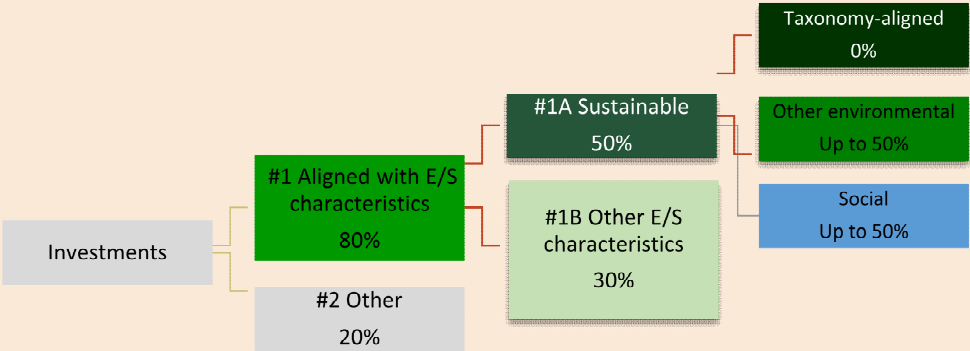 Investments
#1 Aligned with E/S
characteristics
80%
#2 Other
20%
#1A Sustainable
50%
#1B Other E/S
characteristics
30%
Taxonomy-aligned
0%
Other environmental
Up to 50%
Social
Up to 50%